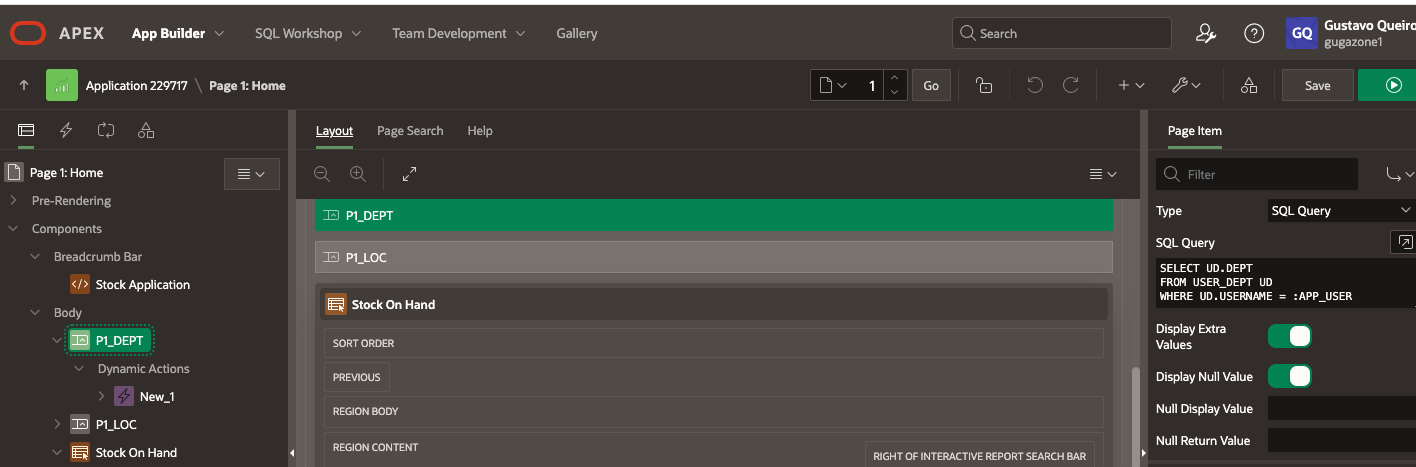 APEX App Builder SQL Workshop Team Development Gallery Search GQ Gustavo Queiro
gugazone1
Application 229717 \ Page 1: Home 1 Go Save
Layout Page Search Help Page Item
Page 1: Home Filter
Pre-Rendering
Components
Breadcrumb Bar
Stock Application
Body
P1_DEPT
Dynamic Actions
New_1
P1_LOC
Stock On Hand
P1_DEPT
P1_LOC
Stock On Hand
SORT ORDER
PREVIOUS
REGION BODY
REGION CONTENT
RIGHT OF INTERACTIVE REPORT SEARCH BAR
Type SQL Query
SQL Query
SELECT UD.DEPT
FROM USER_DEPT UD
WHERE UD.USERNAME = :APP_USER
Display Extra
Values
Display Null Value
Null Display Value
Null Return Value